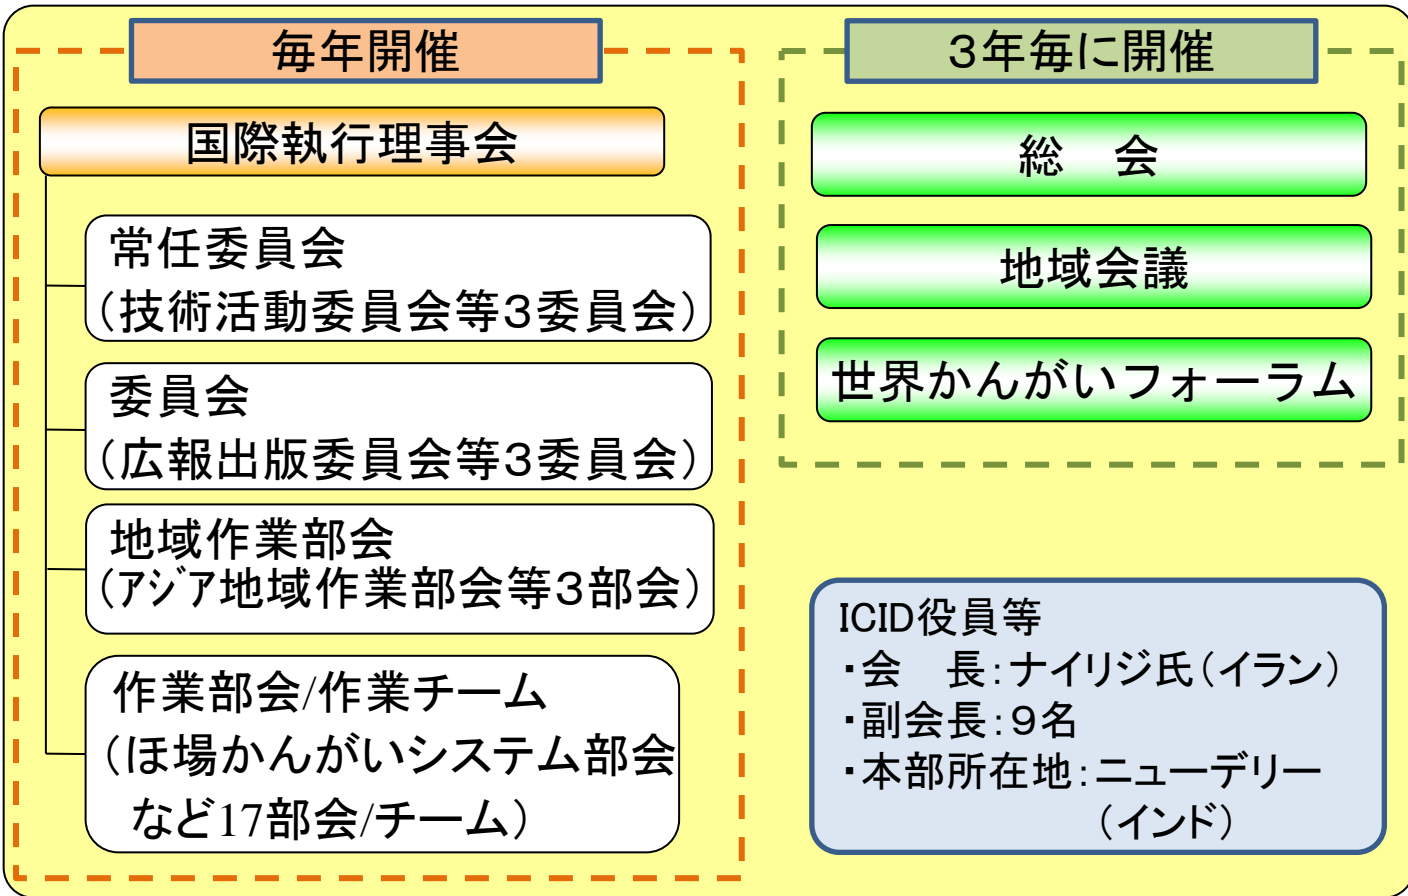 毎年開催
国際執行理事会
常任委員会
（技術活動委員会等３委員会）
委員会
（広報出版委員会等３委員会）
地域作業部会
（アジア地域作業部会等３部会）
作業部会/作業チーム
（ほ場かんがいシステム部会
など17部会/チーム）
３年毎に開催
総　会
地域会議
世界かんがいフォーラム
ICID役員等
・会　長：ナイリジ氏（イラン）
・副会長：９名
・本部所在地：ニューデリー
（インド）